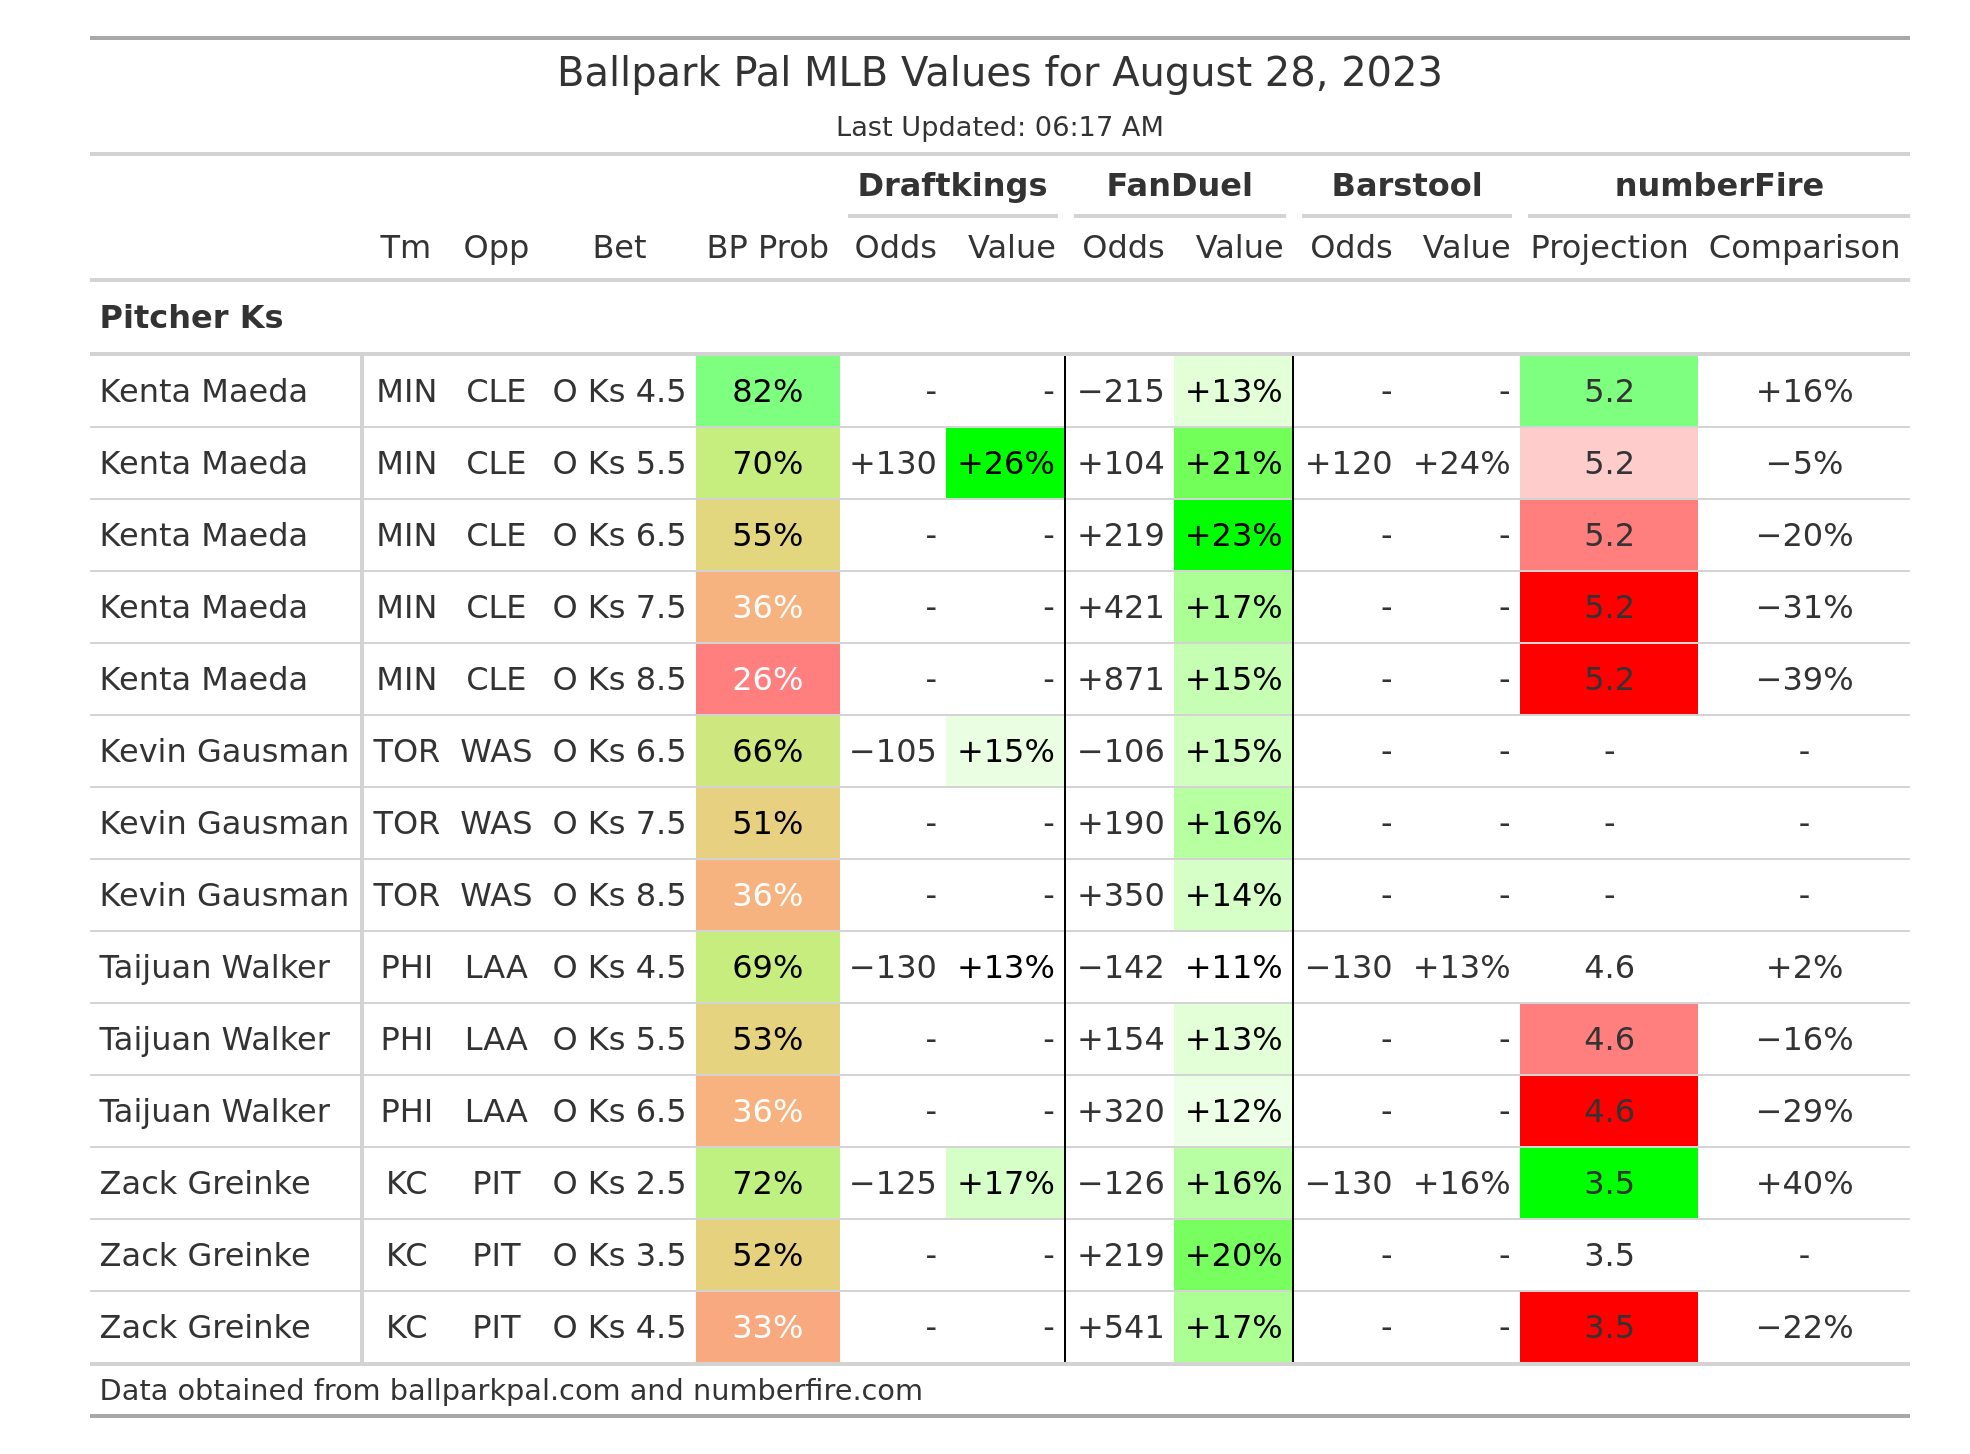 Ballpark Pal MLB Values for August 28, 2023
Last Updated: 06:17 AM
Draftkings FanDuel Barstool numberFire
Tm Opp Bet BP Prob Odds Value Odds Value Odds Value Projection Comparison
Pitcher Ks
Kenta Maeda MIN CLE O Ks 4.5 82% - - −215 +13% - - 5.2 +16%
Kenta Maeda MIN CLE O Ks 5.5 70% +130 +26% +104 +21% +120 +24% 5.2 −5%
Kenta Maeda MIN CLE O Ks 6.5 55% - - +219 +23% - - 5.2 −20%
Kenta Maeda MIN CLE O Ks 7.5 36% - - +421 +17% - - 5.2 −31%
Kenta Maeda MIN CLE O Ks 8.5 26% - - +871 +15% - - 5.2 −39%
Kevin Gausman TOR WAS O Ks 6.5 66% −105 +15% −106 +15% - - - -
Kevin Gausman TOR WAS O Ks 7.5 51% - - +190 +16% - - - -
Kevin Gausman TOR WAS O Ks 8.5 36% - - +350 +14% - - - -
Taijuan Walker PHI LAA O Ks 4.5 69% −130 +13% −142 +11% −130 +13% 4.6 +2%
Taijuan Walker PHI LAA O Ks 5.5 53% - - +154 +13% - - 4.6 −16%
Taijuan Walker PHI LAA O Ks 6.5 36% - - +320 +12% - - 4.6 −29%
Zack Greinke KC PIT O Ks 2.5 72% −125 +17% −126 +16% −130 +16% 3.5 +40%
Zack Greinke KC PIT O Ks 3.5 52% - - +219 +20% - - 3.5 -
Zack Greinke KC PIT O Ks 4.5 33% - - +541 +17% - - 3.5 −22%
Data obtained from ballparkpal.com and numberfire.com